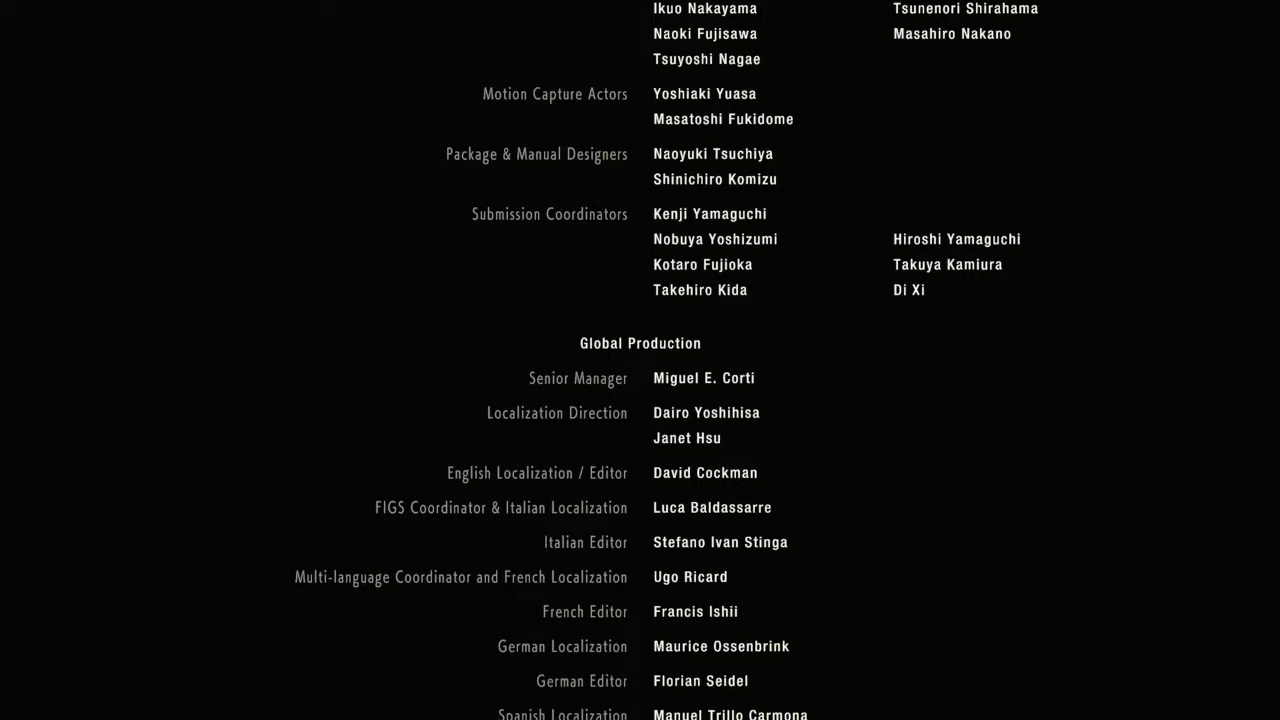 Ikuo Nakayama Tsunenori Shirahama
Naoki Fujisawa Masahiro Nakano
Tsuyoshi Nagae
Motion Capture Actors Yoshiaki Yuasa
Masatoshi Fukidome
Package & Manual Designers Naoyuki Tsuchiya
Shinichiro Komizu
Submission Coordinators Kenji Yamaguchi
Nobuya Yoshizumi Hiroshi Yamaguchi
Kotaro Fujioka Takuya Kamiura
Takehiro Kida Di Xi
Global Production
Senior Manager Miguel E. Corti
Localization Direction Dairo Yoshihisa
Janet Hsu
English Localization / Editor David Cockman
FIGS Coordinator & Italian Localization Luca Baldassarre
Italian Editor Stefano Ivan Stinga
Multi-language Coordinator and French Localization Ugo Ricard
French Editor Francis Ishii
German Localization Maurice Ossenbrink
German Editor Florian Seidel
Spanish Localization Manuel Trillo Carmona